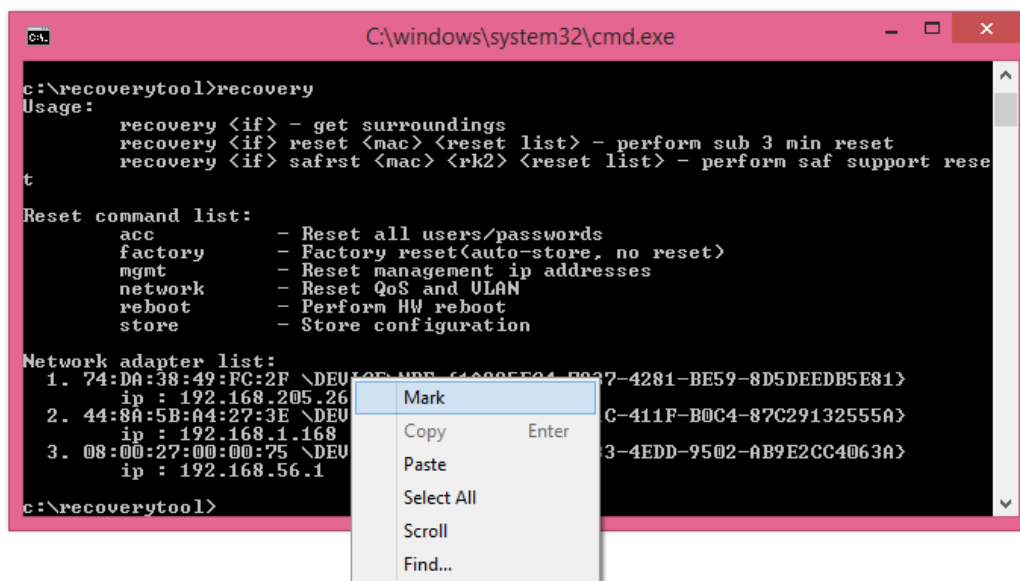 C:\windows\system32\cmd.exe
c:\recoverytool>recovery
Usage:
recovery <if> - get surroundings
recovery <if> reset <mac> <reset list> - perform sub 3 min reset
recovery <if> safrst <mac> <rk2> <reset list> - perform saf support rese
t
Reset command list:
acc - Reset all users/passwords
factory - Factory reset(auto-store, no reset)
mgmt - Reset management ip addresses
network - Reset QoS and VLAN
reboot - Perform HW reboot
store - Store configuration
Network adapter list:
1. 74:DA:38:49:FC:2F \DEV 37-4281-BE59-8D5DEEDB5E81}
ip : 192.168.205.26
2. 44:8A:5B:A4:27:3E \DEV C-411F-B0C4-87C29132555A}
ip : 192.168.1.168
3. 08:00:27:00:00:75 \DEV 33-4EDD-9502-AB9E2CC4063A}
ip : 192.168.56.1
c:\recoverytool>
Mark
Copy Enter
Paste
Select All
Scroll
Find...